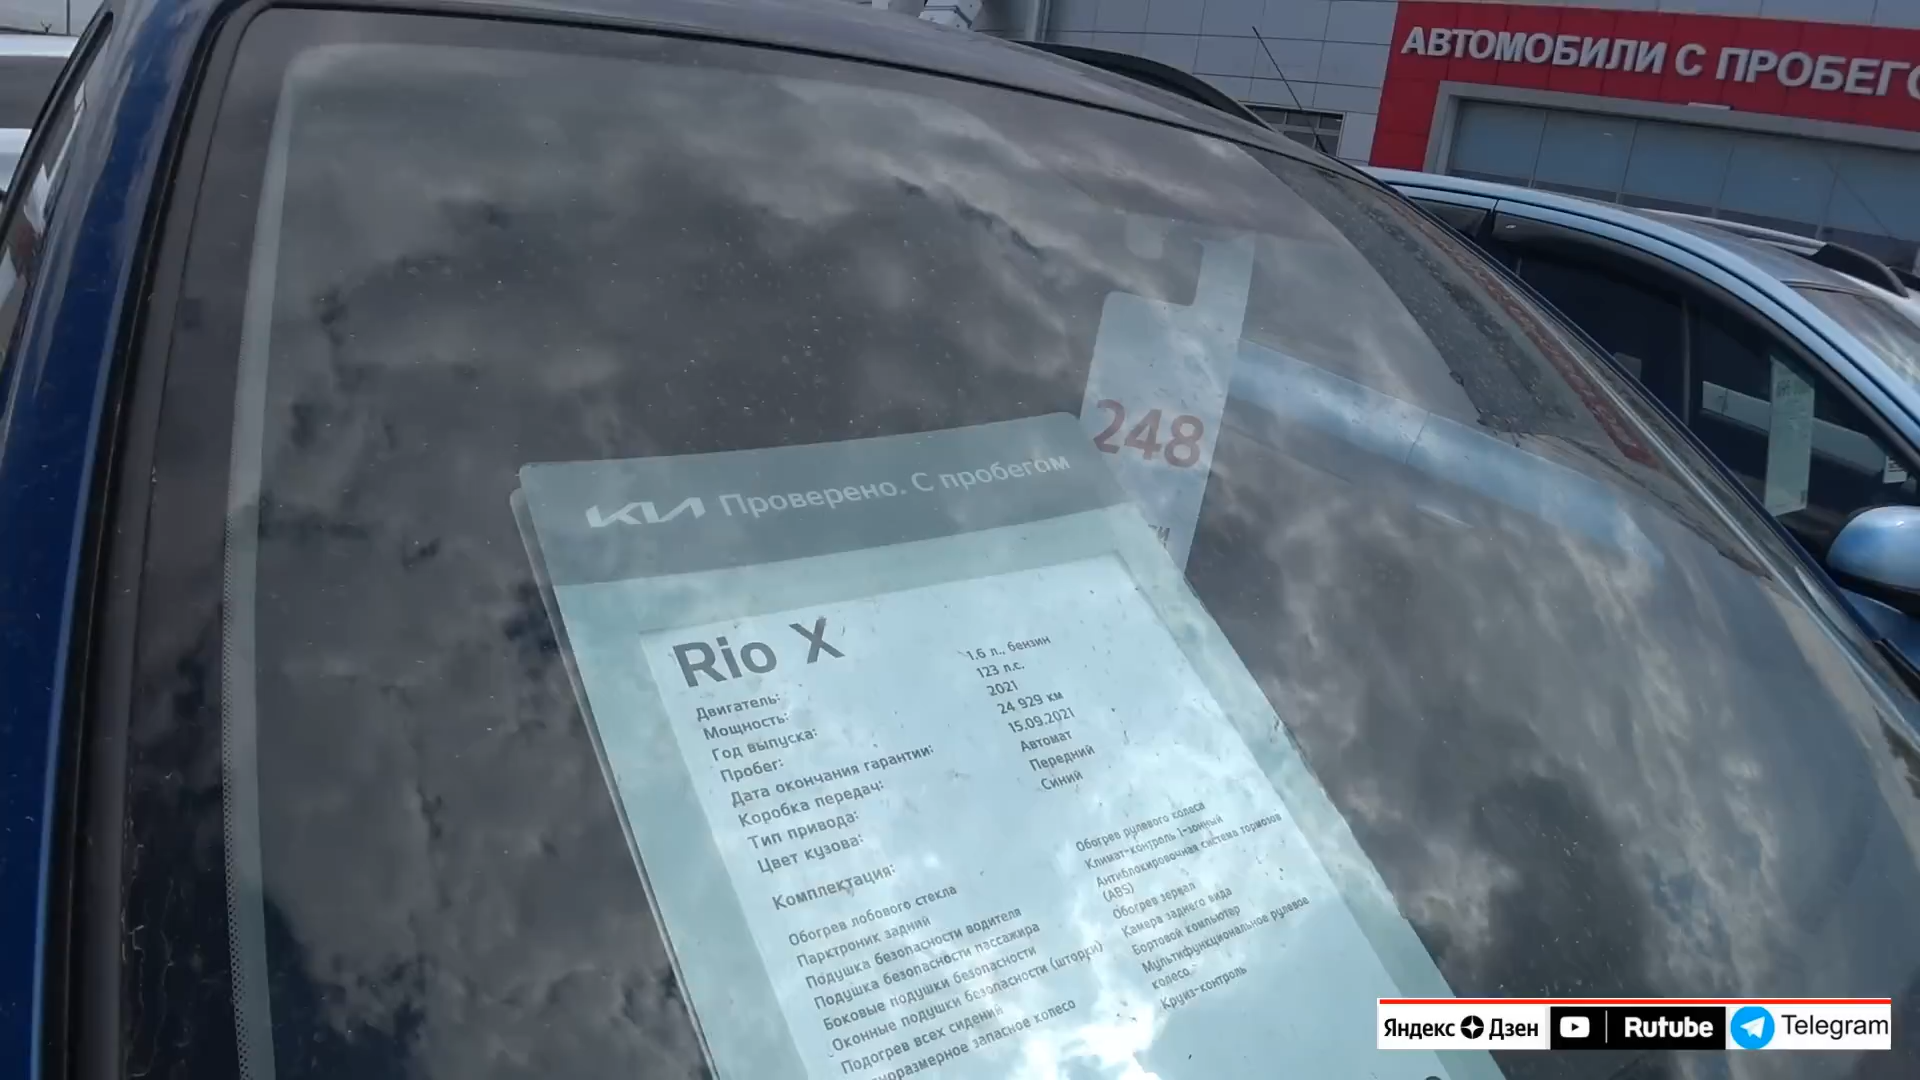 АВТОМОБИЛИ С ПРОБЕГО
248
KIA Проверено. С пробегом
Rio X
Двигатель: 1.6 л., бензин
Мощность: 123 л.с.
Год выпуска: 2021
Пробег: 24 929 км
Дата окончания гарантии: 15.09.2021
Коробка передач: Автомат
Тип привода: Передний
Цвет кузова: Синий
Комплектация:
Обогрев лобового стекла
Парктроник задний
Подушка безопасности водителя
Подушка безопасности пассажира
Боковые подушки безопасности
Оконные подушки безопасности (шторки)
Подогрев всех сидений
запасное колесо
Обогрев рулевого колеса
Климат-контроль 1-зонный
Антиблокировочная система тормозов
(ABS)
Обогрев зеркал
Камера заднего вида
Бортовой компьютер
Мультифункциональное рулевое
колесо
Круиз-контроль
Яндекс Дзен Rutube Telegram